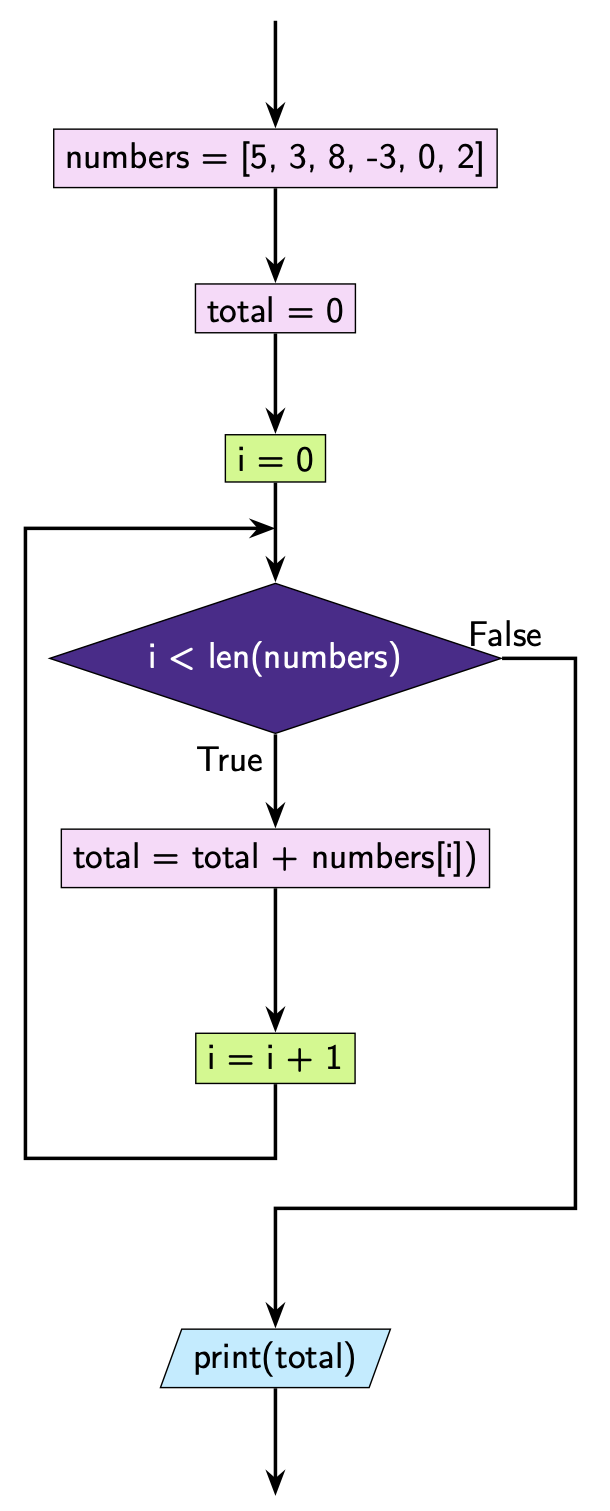 numbers = [5, 3, 8, -3, 0, 2]
total = 0
i = 0
i < len(numbers)
False
True
total = total + numbers[i])
i = i + 1
print(total)